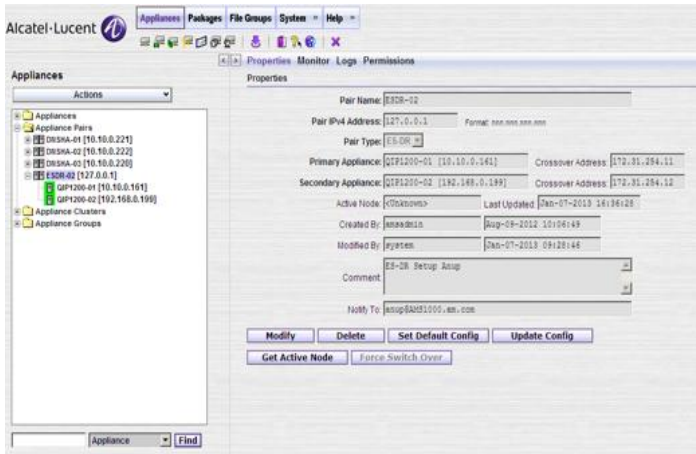 Alcatel·Lucent
Appliances Packages File Groups System Help
Properties Monitor Logs Permissions
Appliances
Properties
Actions
Appliances
Appliance Pairs
DRSHA-01 [10.10.0.221]
DRSHA-02 [10.10.0.222]
DRSHA-03 [10.10.0.220]
ESDR-02 [127.0.0.1]
QIP1200-01 [10.10.0.161]
QIP1200-02 [192.168.0.199]
Appliance Clusters
Appliance Groups
Pair Name: ESDR-02
Pair IPv4 Address: 127.0.0.1 Format: nnn.nnn.nnn.nnn
Pair Type: ES-DR
Primary Appliance: QIP1200-01 [10.10.0.161] Crossover Address: 172.31.254.11
Secondary Appliance: QIP1200-02 [192.168.0.199] Crossover Address: 172.31.254.12
Active Node: <Unknown> Last Updated: Jan-07-2013 16:36:28
Created By: amsadmin Aug-09-2012 10:06:49
Modified By: system Jan-07-2013 09:28:46
Comment: ES-DR Setup Anup
Notify To: anup@AMS1000.am.com
Modify Delete Set Default Config Update Config
Get Active Node Force Switch Over
Appliance Find